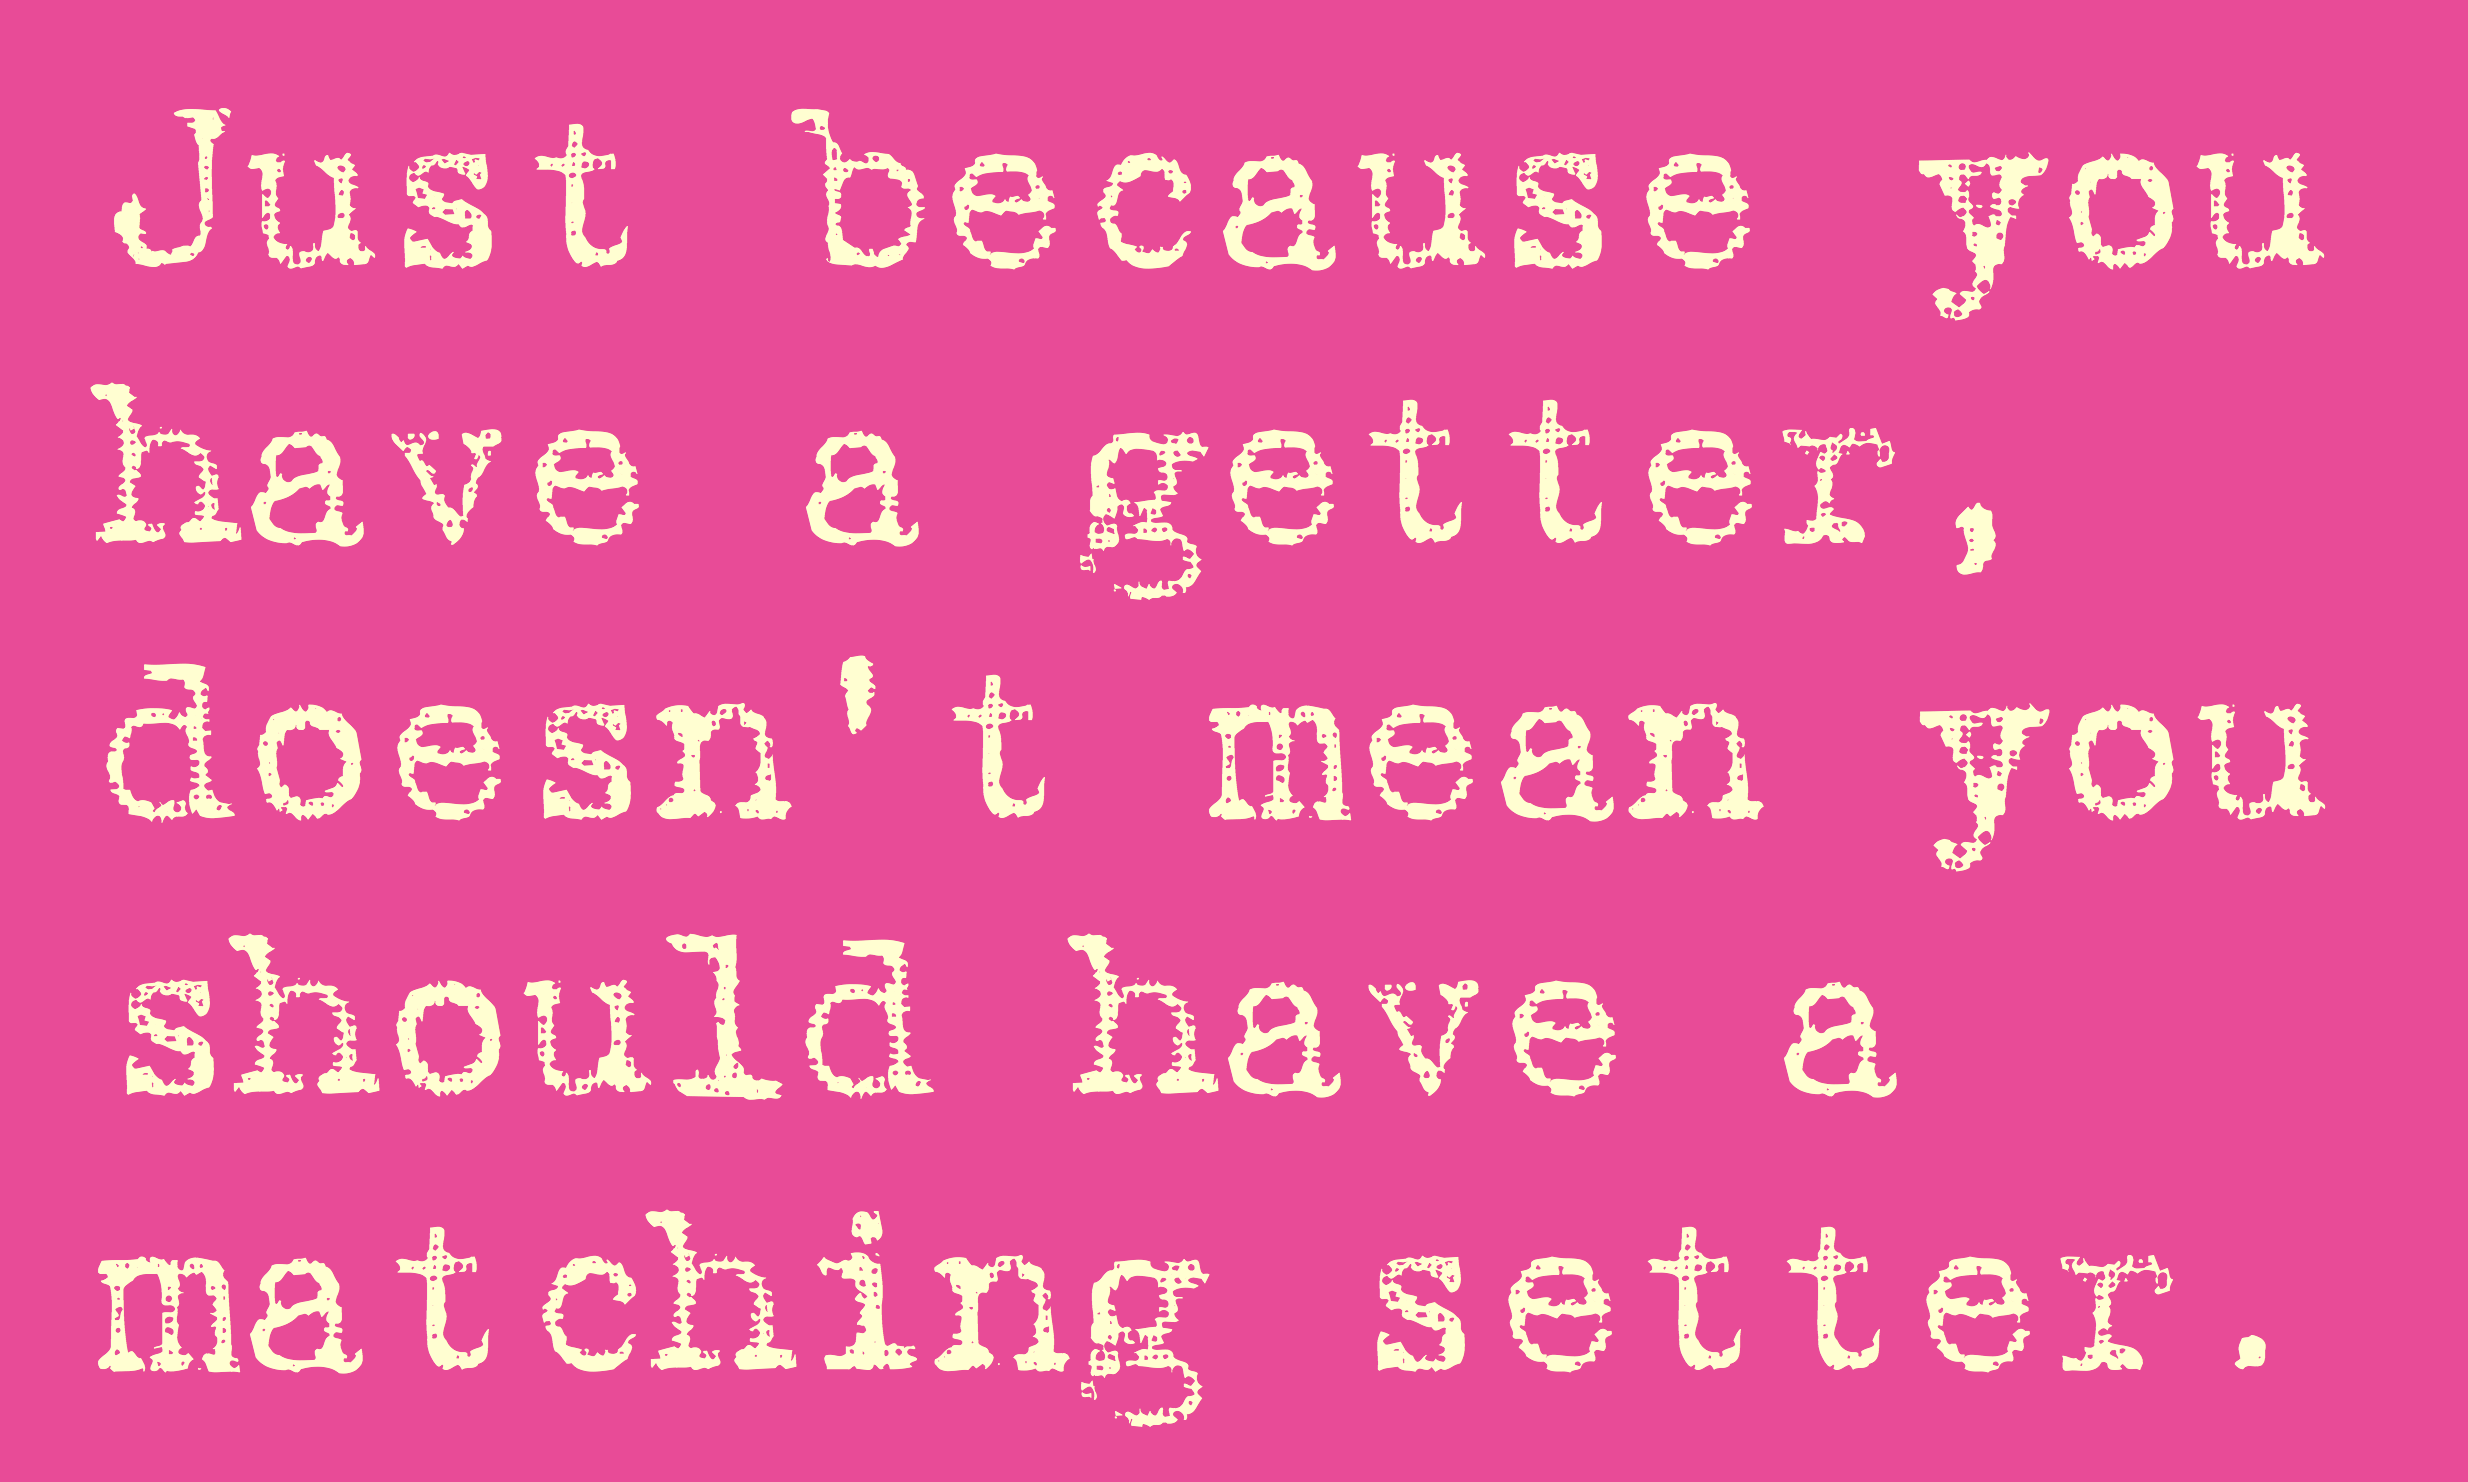 Just because you
have a getter,
doesn't mean you
should have a
matching setter.